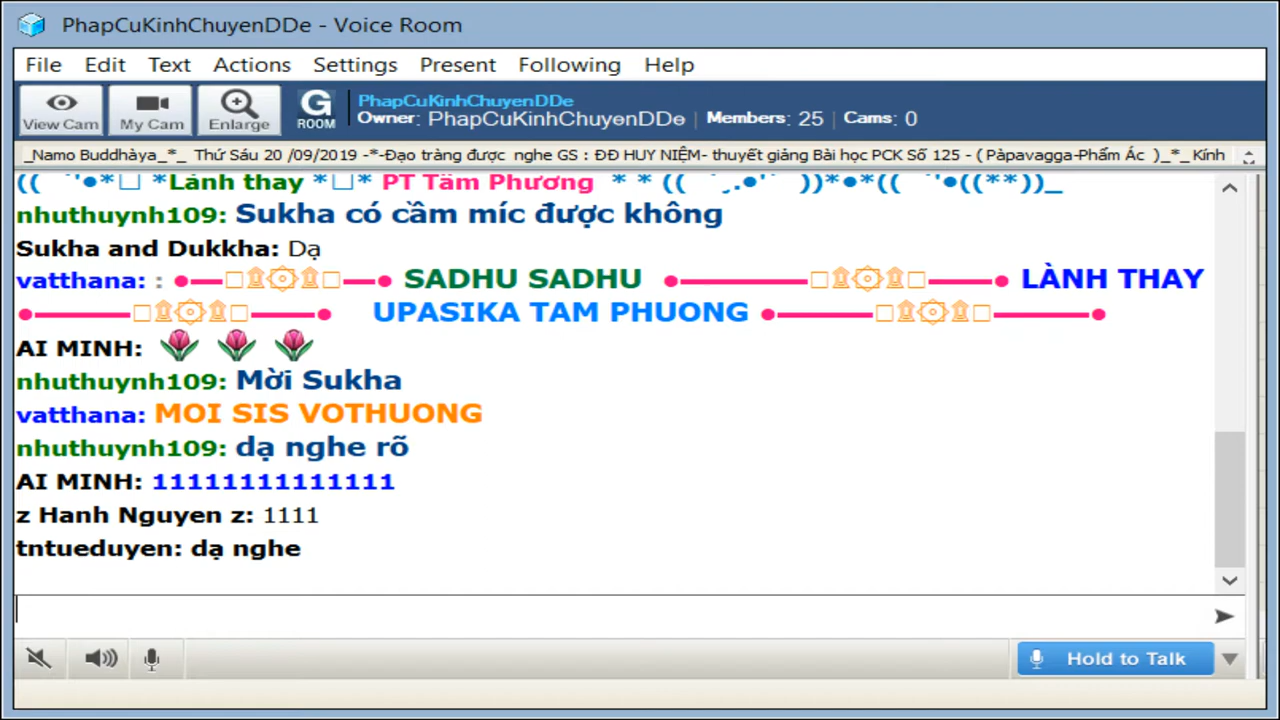 PhapCuKinhChuyenDDe - Voice Room
File Edit Text Actions Settings Present Following Help
View Cam My Cam Enlarge G ROOM PhapCuKinhChuyenDDe
Owner: PhapCuKinhChuyenDDe | Members: 25 | Cams: 0
_Namo Buddhàya_*_ Thứ Sáu 20 /09/2019 -*-Đạo tràng được nghe GS : ĐĐ HUY NIỆM- thuyết giảng Bài học PCK Số 125 - ( Pàpavagga-Phẩm Ác )_*_ Kính
*Lành thay *□* PT Tâm Phương * *
nhuthuynh109: Sukha có cầm míc được không
Sukha and Dukkha: Dạ
vatthana: : ●—□۩۞۩□—● SADHU SADHU ●————□۩۞۩□——● LÀNH THAY
●———□۩۞۩□——● UPASIKA TAM PHUONG ●———□۩۞۩□———●
AI MINH: 🌷 🌷 🌷
nhuthuynh109: Mời Sukha
vatthana: MOI SIS VOTHUONG
nhuthuynh109: dạ nghe rõ
AI MINH: 11111111111111
z Hanh Nguyen z: 1111
tntueduyen: dạ nghe
Hold to Talk